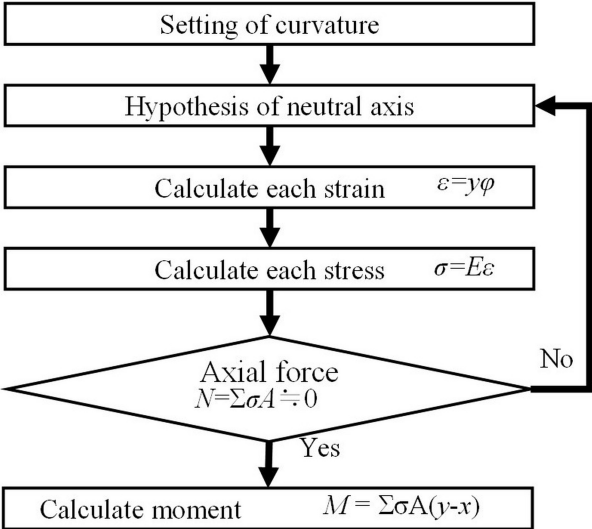 Setting of curvature
Hypothesis of neutral axis
Calculate each strain ε=yφ
Calculate each stress σ=Eε
Axial force
N=ΣσA≒0
No
Yes
Calculate moment M = ΣσA(y-x)